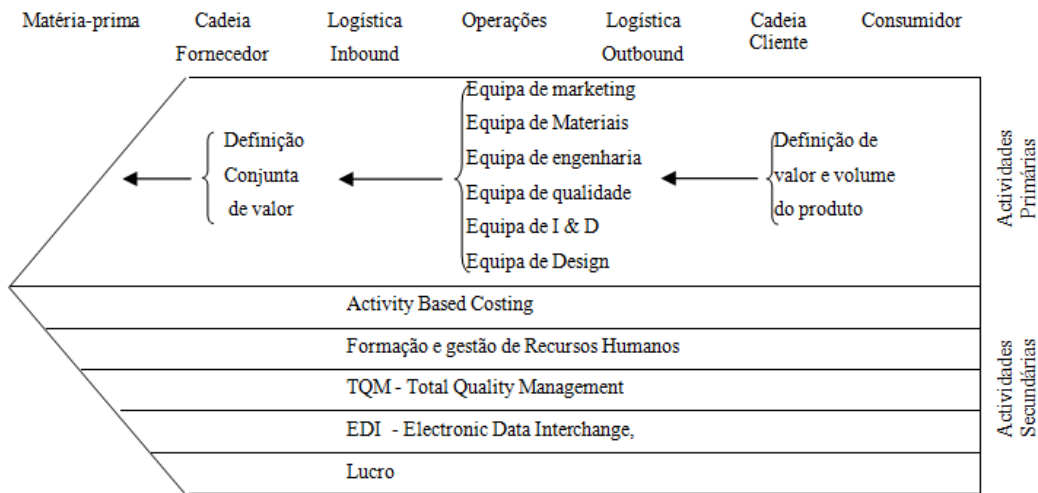 Matéria-prima
Cadeia
Fornecedor
Logística
Inbound
Operações
Logística
Outbound
Cadeia
Cliente
Consumidor
Definição
Conjunta
de valor
Equipa de marketing
Equipa de Materiais
Equipa de engenharia
Equipa de qualidade
Equipa de I & D
Equipa de Design
Definição de
valor e volume
do produto
Actividades
Primárias
Activity Based Costing
Formação e gestão de Recursos Humanos
TQM - Total Quality Management
EDI - Electronic Data Interchange,
Lucro
Actividades
Secundárias